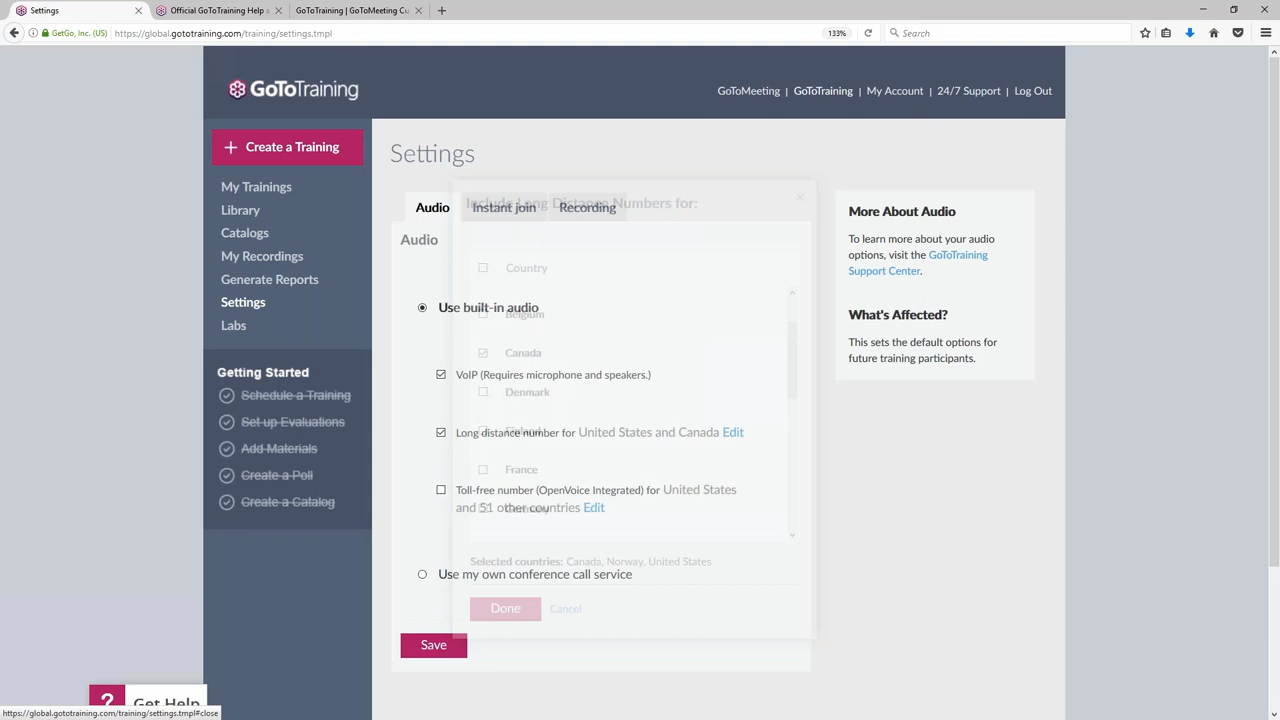 Settings
Official GoToTraining Help a
GoToTraining | GoToMeeting Cu
GetGo, Inc. (US)
https://global.gototraining.com/training/settings.tmpl
133%
Search
GoToTraining
GoToMeeting | GoToTraining | My Account | 24/7 Support | Log Out
+ Create a Training
My Trainings
Library
Catalogs
My Recordings
Generate Reports
Settings
Labs
Getting Started
Schedule a Training
Set up Evaluations
Add Materials
Create a Poll
Create a Catalog
Settings
Audio
Instant join
Recording
Include Long Distance Numbers for:
Audio
Country
Use built-in audio
Belgium
Canada
VoIP (Requires microphone and speakers.)
Denmark
Long distance number for United States and Canada Edit
France
Toll-free number (OpenVoice Integrated) for United States
and 51 other countries Edit
Germany
Selected countries: Canada, Norway, United States
Use my own conference call service
Done
Cancel
Save
More About Audio
To learn more about your audio
options, visit the GoToTraining
Support Center.
What's Affected?
This sets the default options for
future training participants.
? Get Help
https://global.gototraining.com/training/settings.tmpl#close